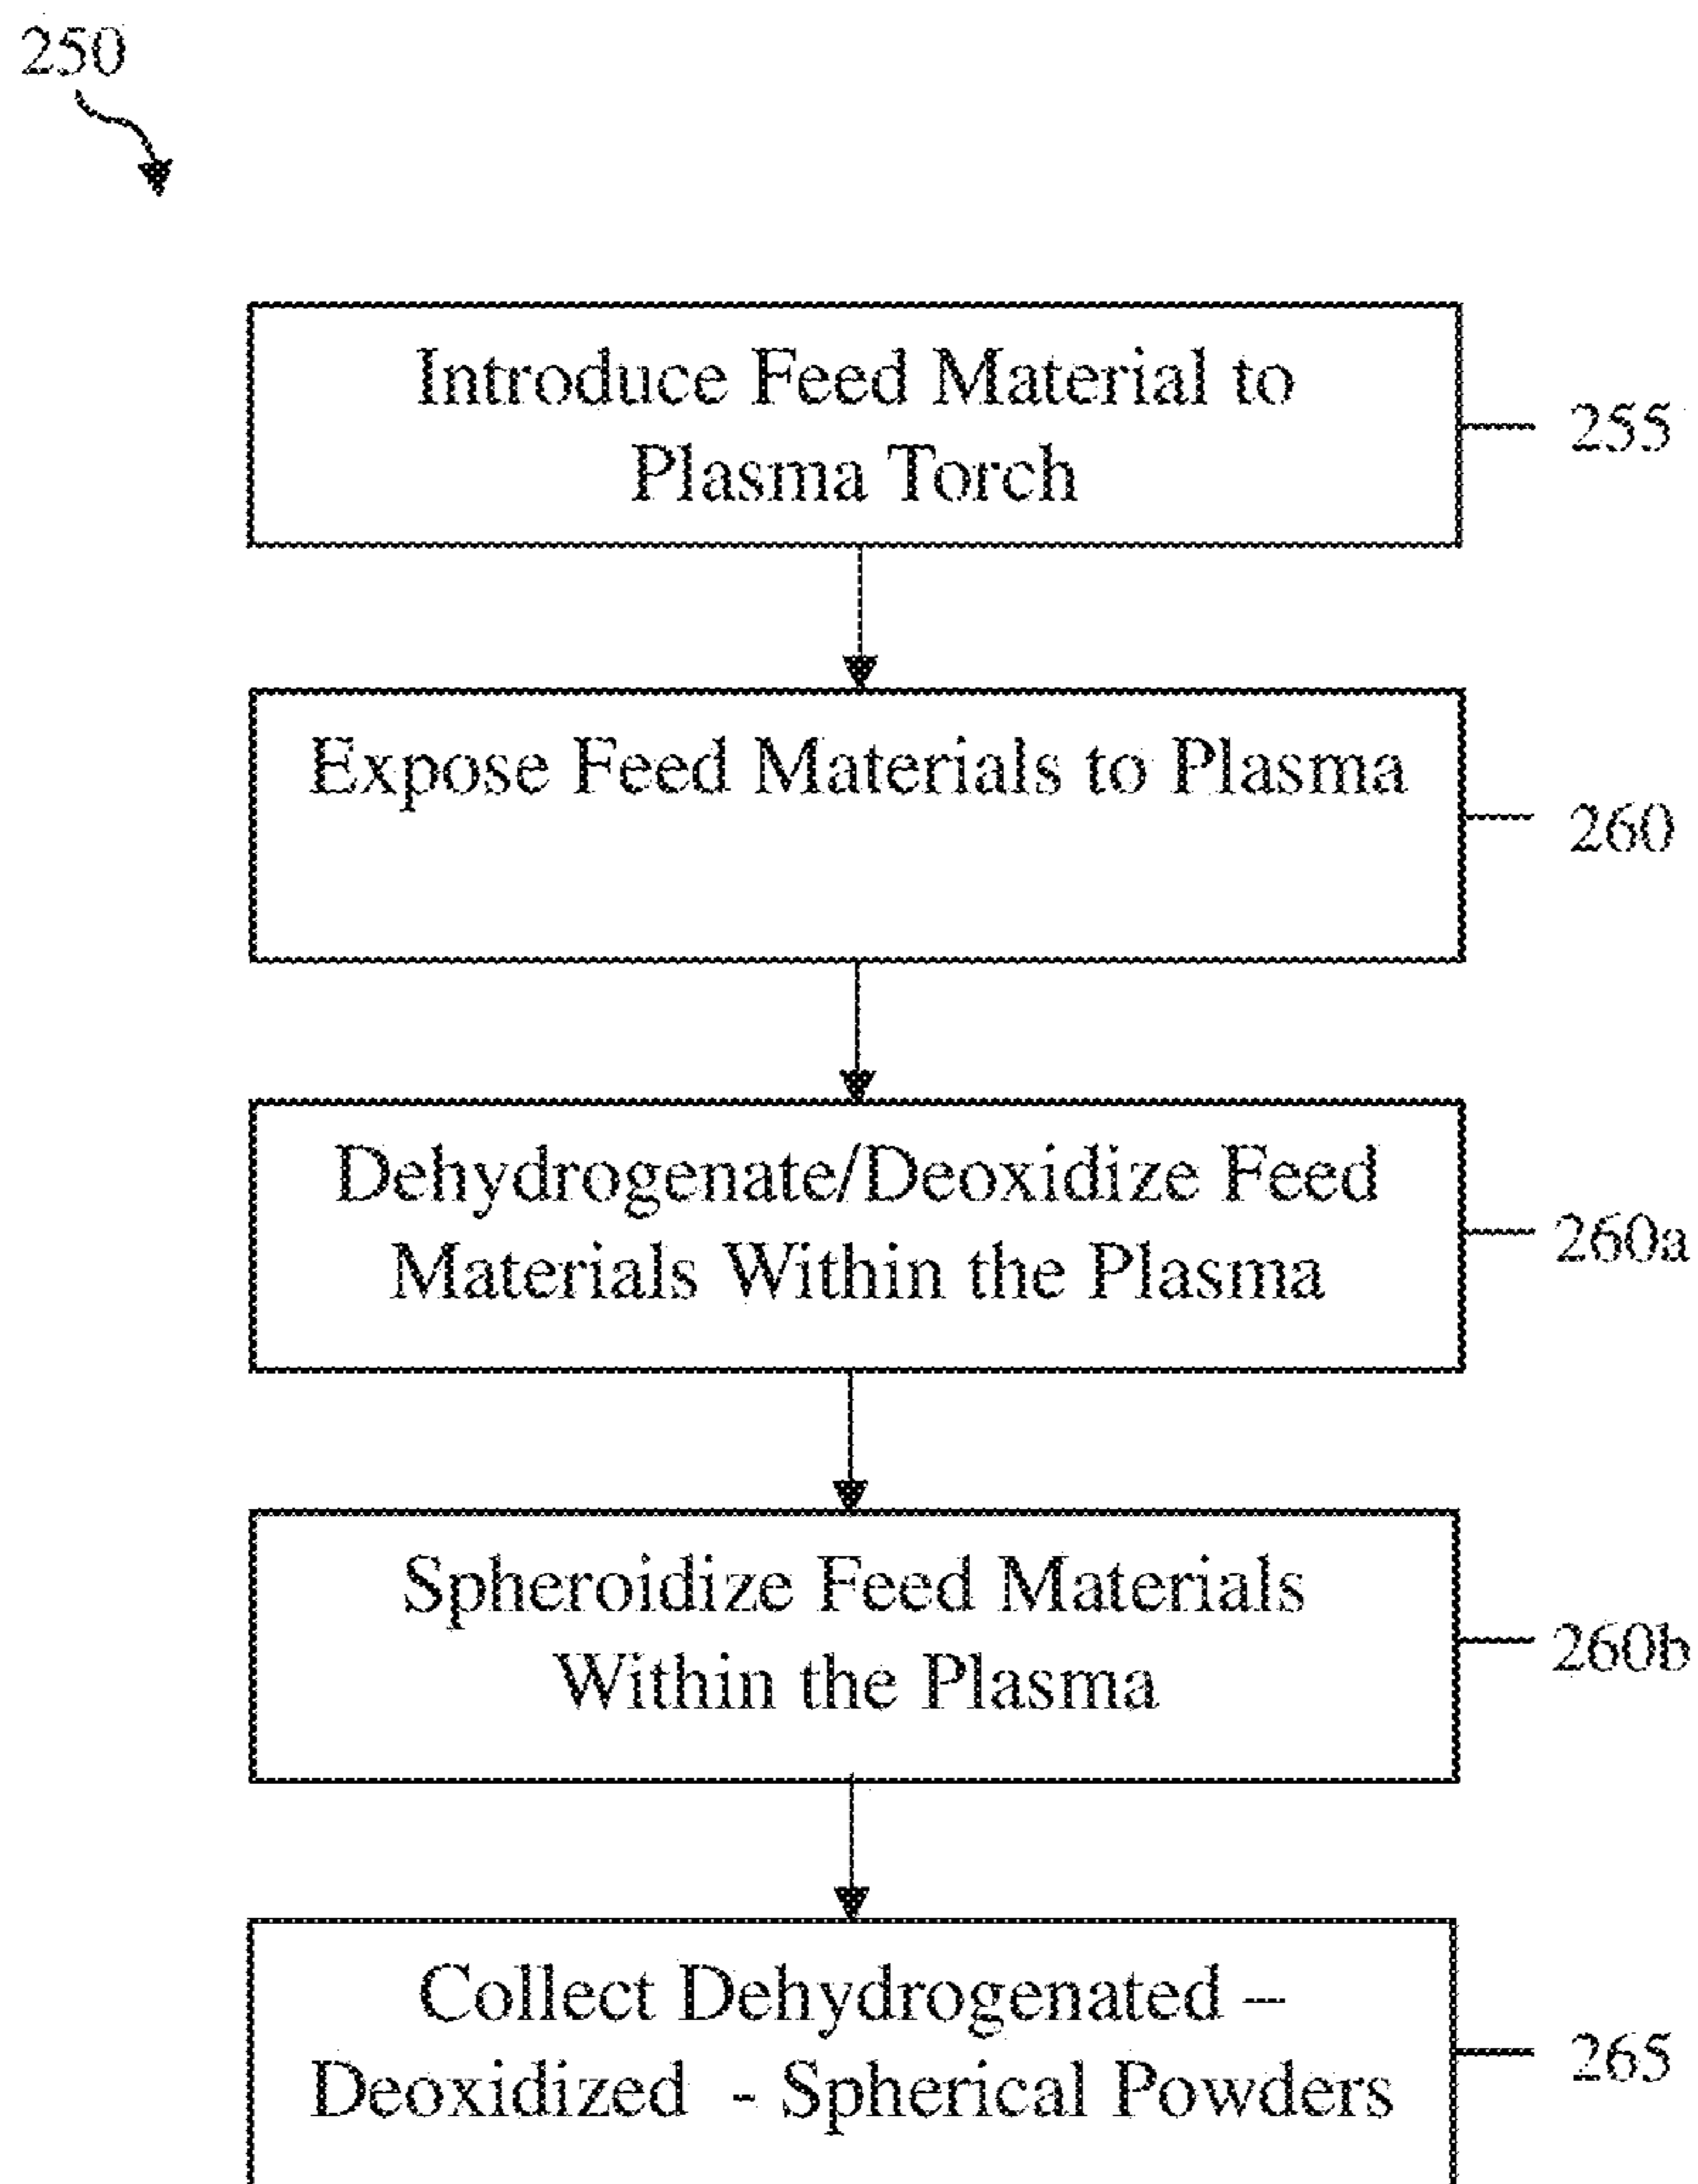 250
Introduce Feed Material to
Plasma Torch
255
Expose Feed Materials to Plasma
260
Dehydrogenate/Deoxidize Feed
Materials Within the Plasma
260a
Spheroidize Feed Materials
Within the Plasma
260b
Collect Dehydrogenated –
Deoxidized - Spherical Powders
265